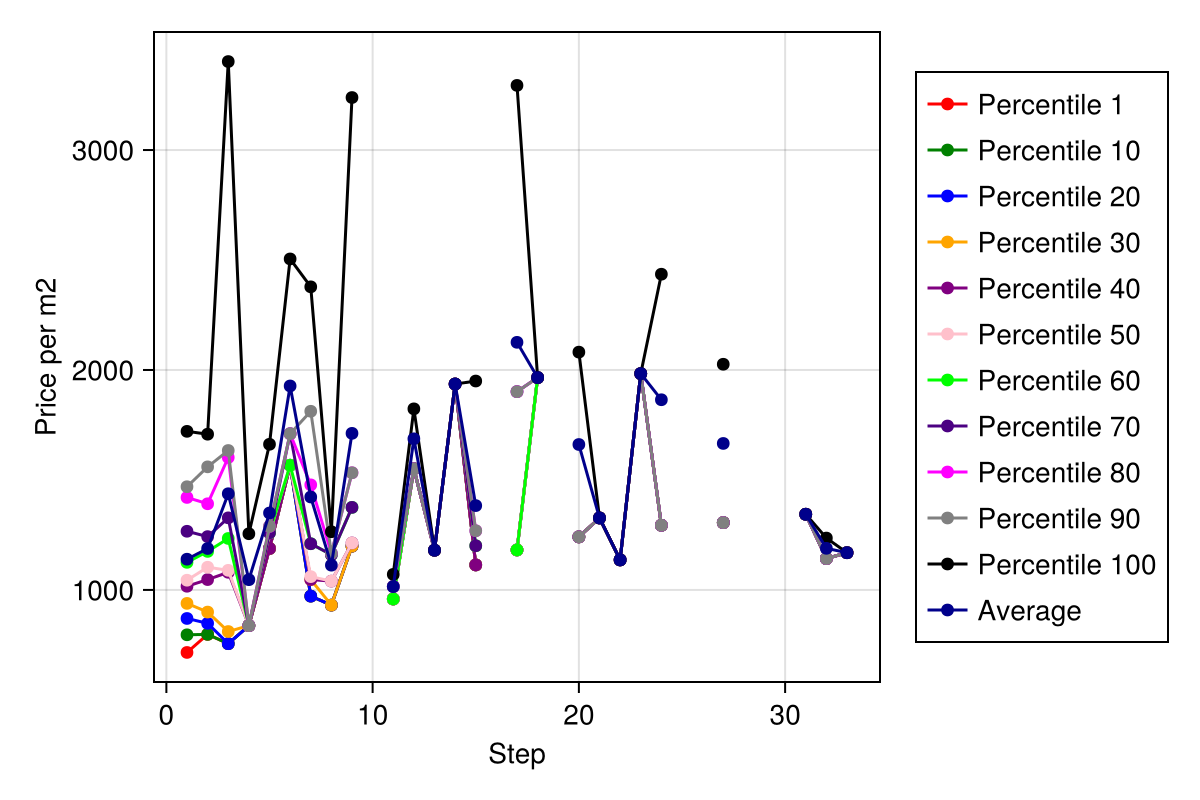 3000
2000
1000
Price per m2
0
10
20
30
Step
Percentile 1
Percentile 10
Percentile 20
Percentile 30
Percentile 40
Percentile 50
Percentile 60
Percentile 70
Percentile 80
Percentile 90
Percentile 100
Average